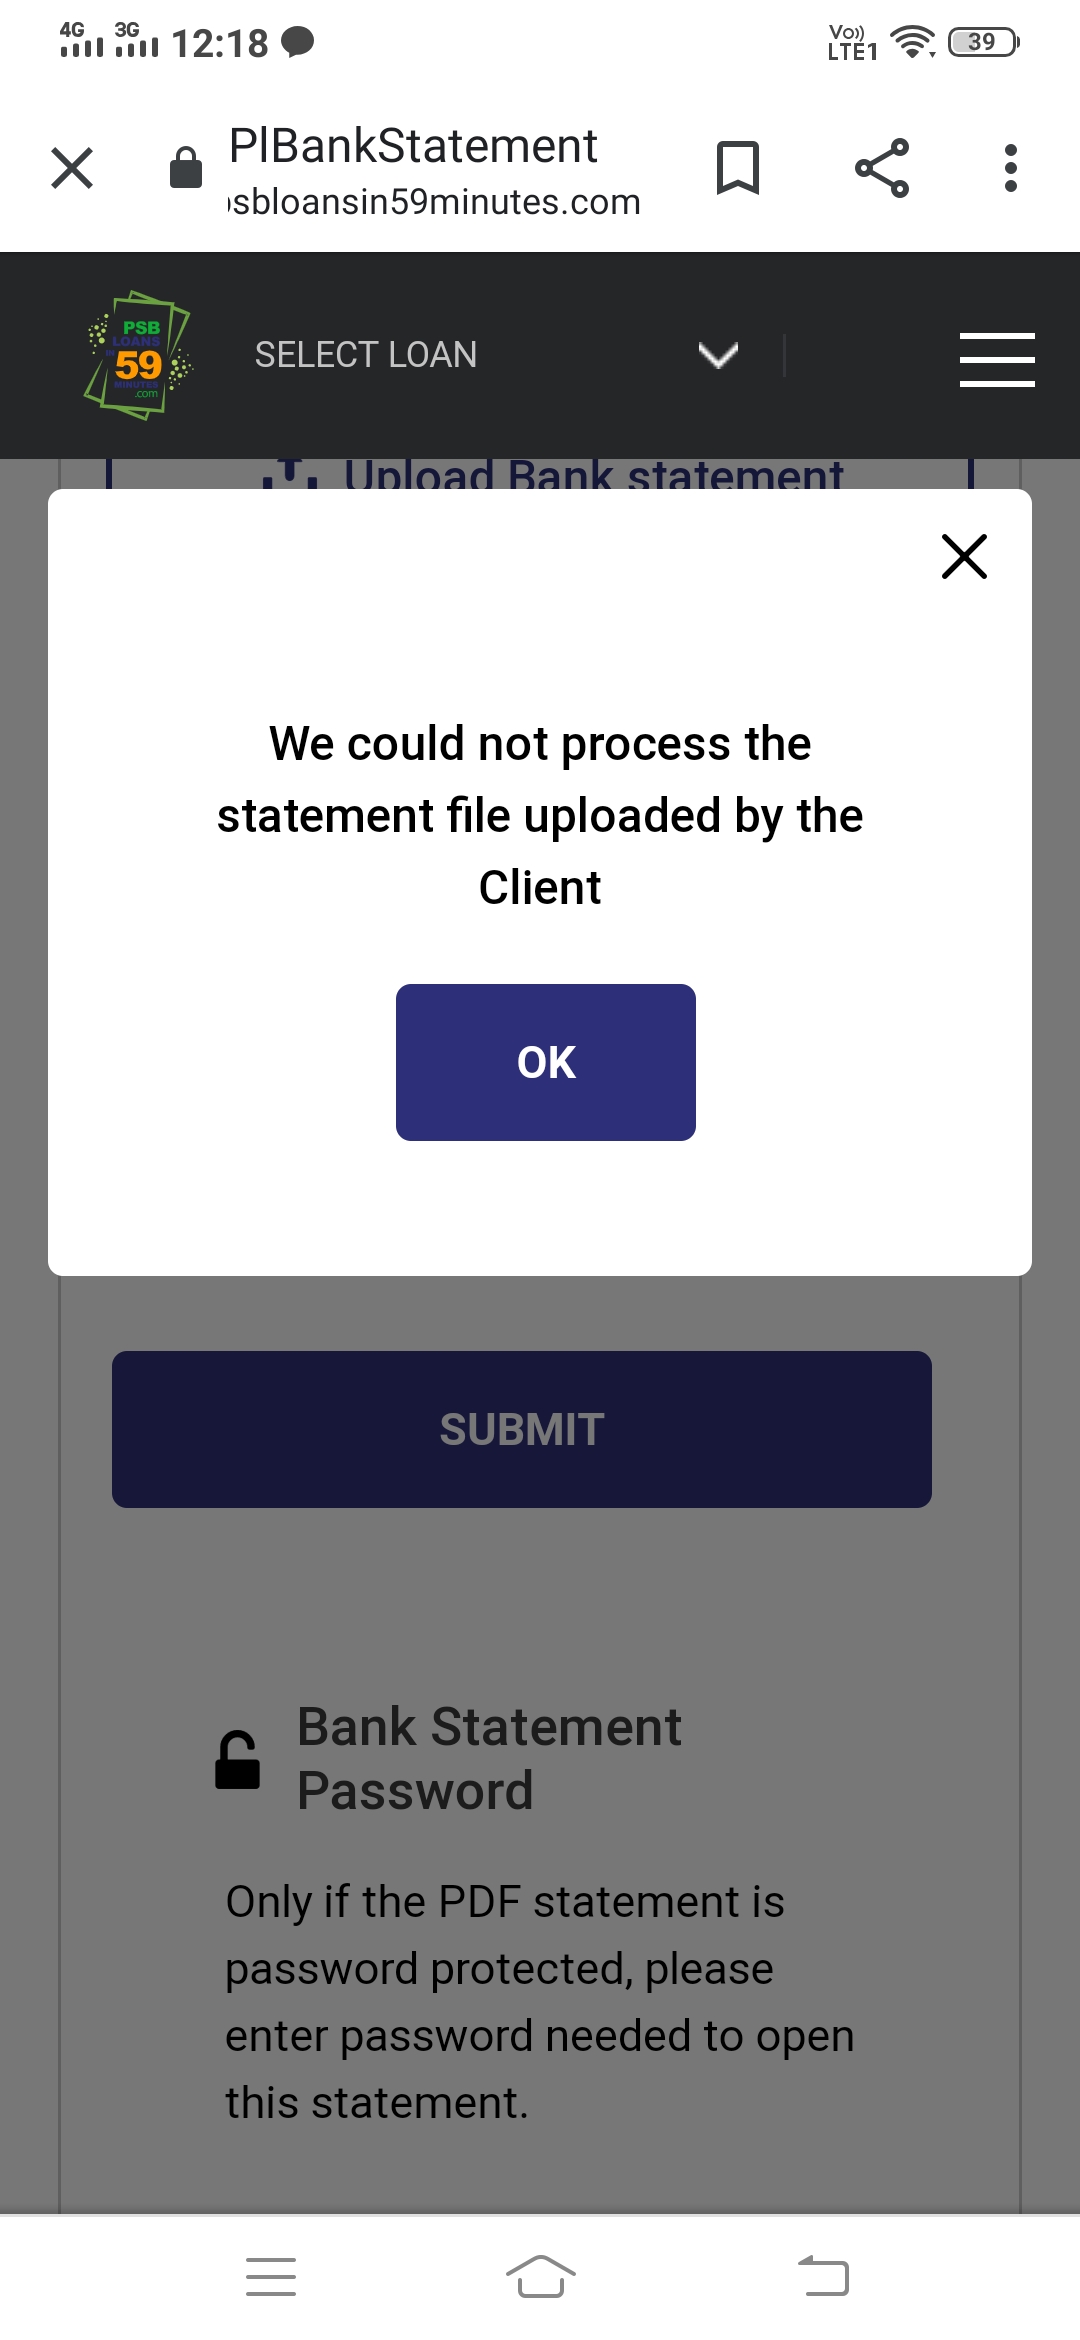 4G 3G 12:18 Vo)) LTE1 39
PlBankStatement
sbloansin59minutes.com
PSB
LOANS
IN 59
MINUTES
.com
SELECT LOAN
Upload Bank statement
We could not process the
statement file uploaded by the
Client
OK
SUBMIT
Bank Statement
Password
Only if the PDF statement is
password protected, please
enter password needed to open
this statement.